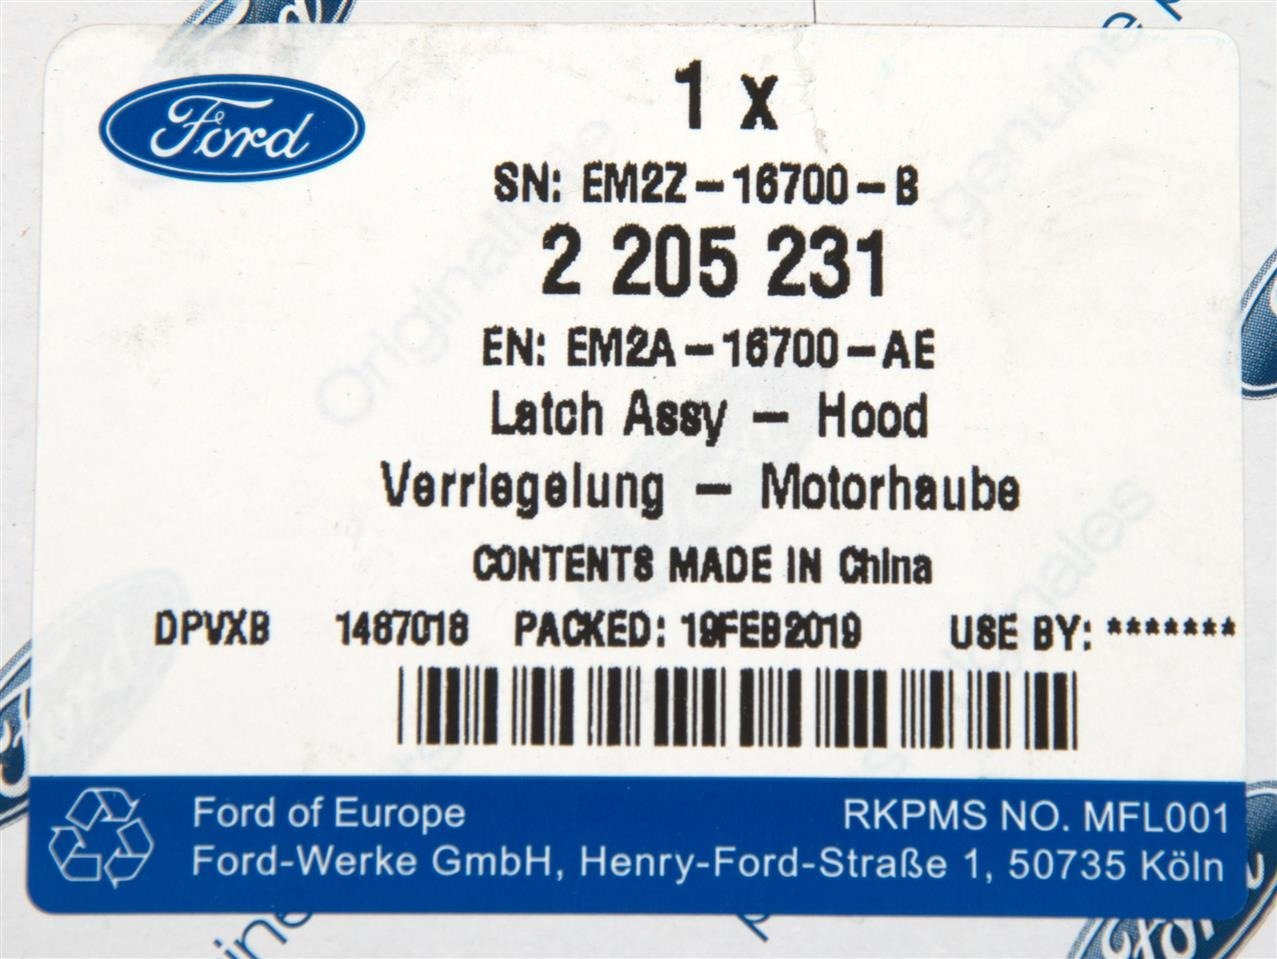 Ford
1 x
SN: EM2Z-16700-B
2 205 231
EN: EM2A-16700-AE
Latch Assy - Hood
Verriegelung - Motorhaube
CONTENTS MADE IN China
DPVXB 1467018 PACKED: 19FEB2019 USE BY: *******
Ford of Europe RKPMS NO. MFL001
Ford-Werke GmbH, Henry-Ford-Straße 1, 50735 Köln